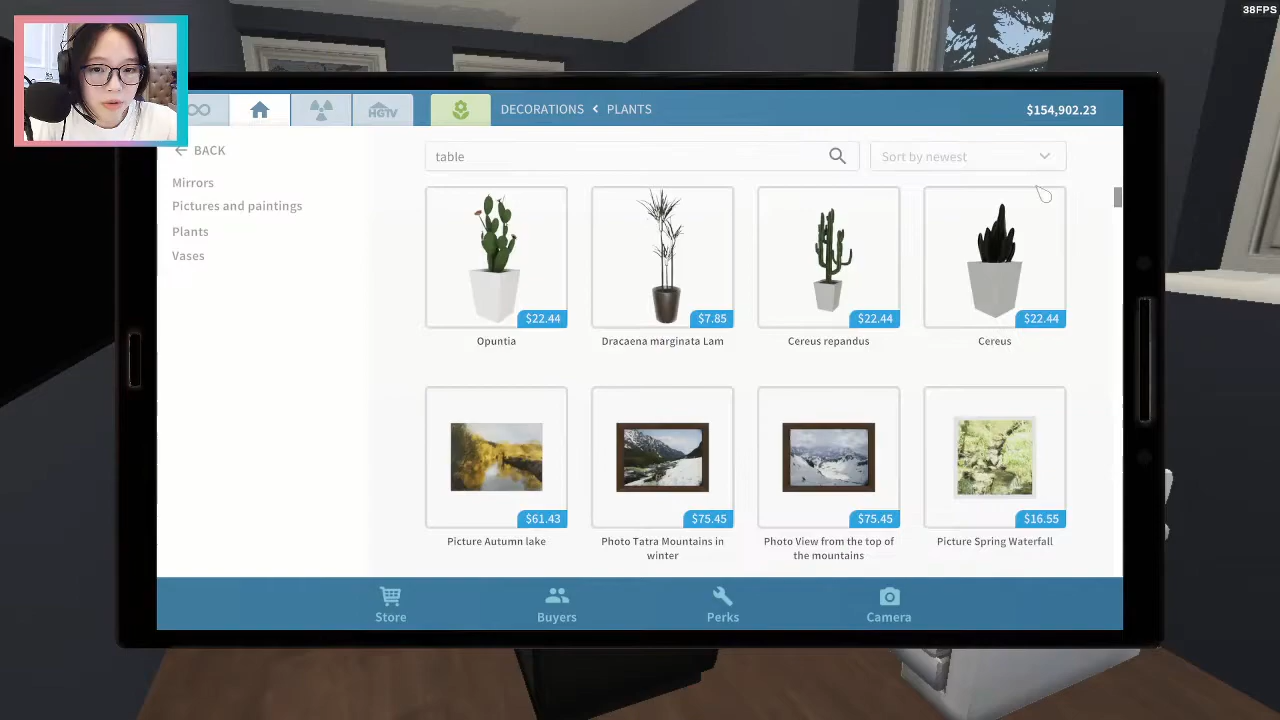 38FPS
HGTV
DECORATIONS < PLANTS
$154,902.23
BACK
Mirrors
Pictures and paintings
Plants
Vases
table
Sort by newest
$22.44
$7.85
$22.44
$22.44
Opuntia
Dracaena marginata Lam
Cereus repandus
Cereus
$61.43
$75.45
$75.45
$16.55
Picture Autumn lake
Photo Tatra Mountains in
winter
Photo View from the top of
the mountains
Picture Spring Waterfall
Store
Buyers
Perks
Camera